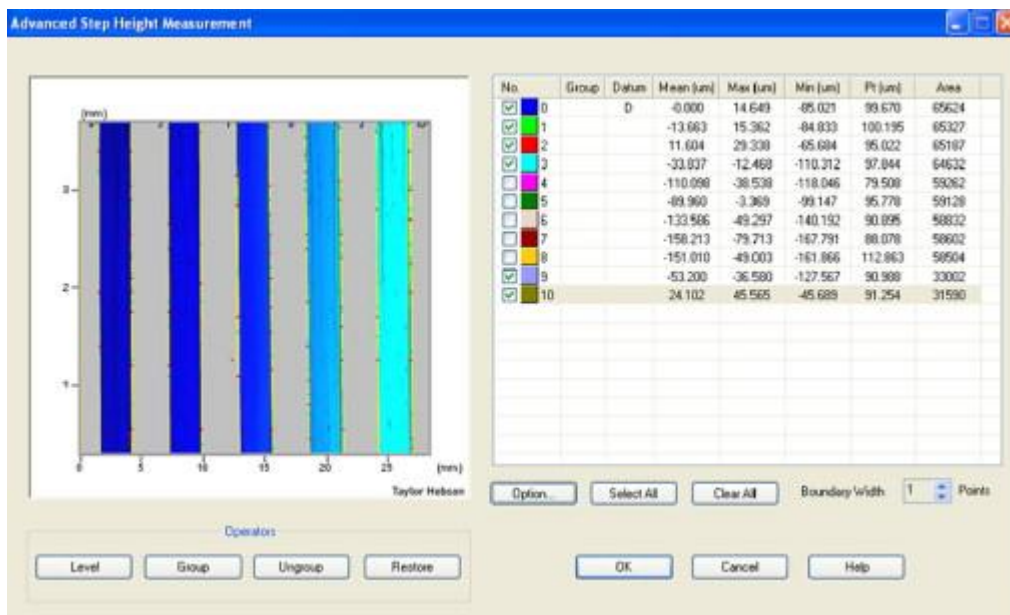 Advanced Step Height Measurement
(mm)
3
2
1
0 5 10 15 20 25 (mm)
Taylor Hobson
No. Group Datum Mean (um) Max (um) Min (um) Pt (um) Area
0 D -0.000 14.649 -85.021 99.670 65624
1 -13.663 15.362 -84.833 100.195 65327
2 11.604 29.338 -65.684 95.022 65187
3 -33.837 -12.468 -110.312 97.844 64632
4 -110.098 -38.538 -118.046 79.508 59262
5 -89.960 -3.369 -99.147 95.778 59128
6 -133.586 -49.297 -140.192 90.895 58832
7 -158.213 -79.713 -167.791 88.078 58602
8 -151.010 -49.003 -161.866 112.863 58504
9 -53.200 -36.580 -127.567 90.988 33002
10 24.102 45.565 -45.689 91.254 31590
Option... Select All Clear All Boundary Width 1 Points
Operators
Level Group Ungroup Restore
OK Cancel Help